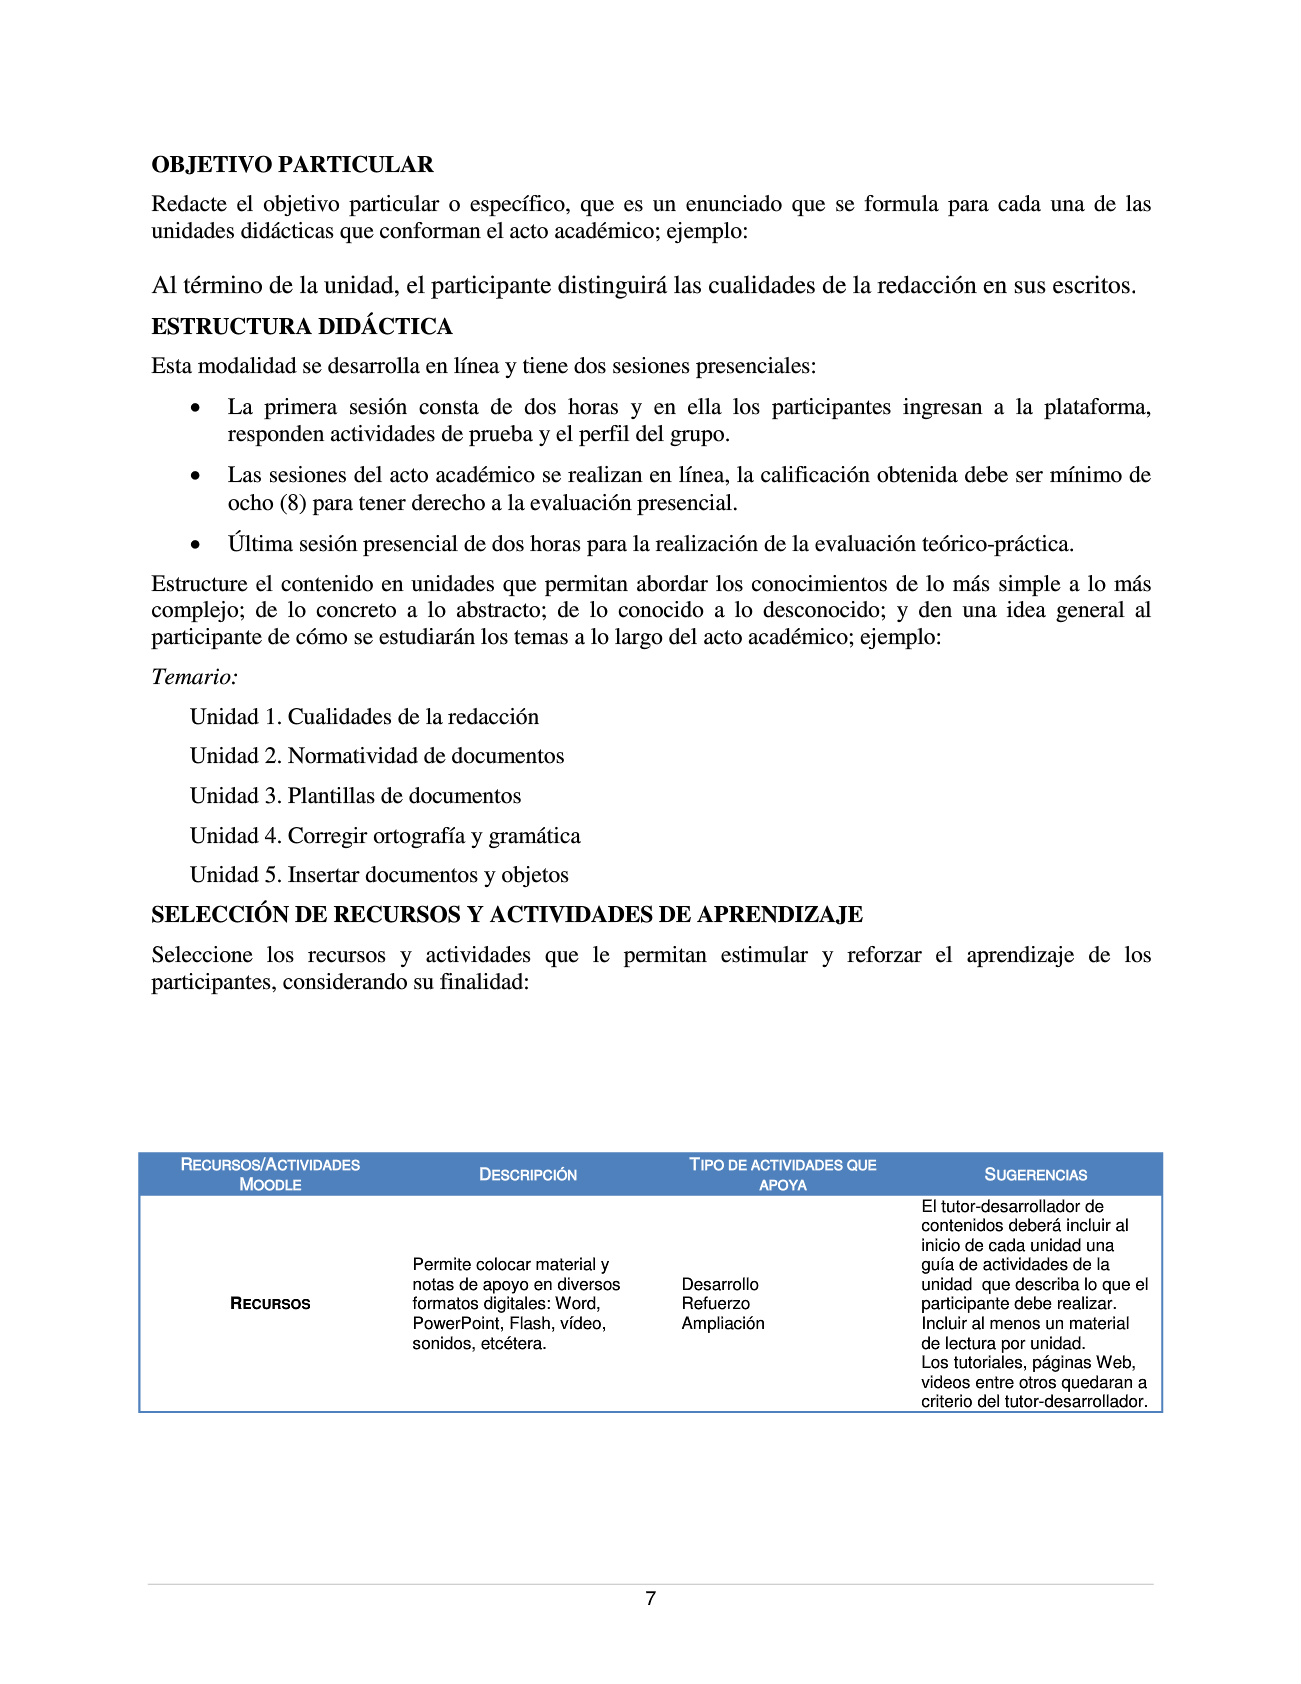 OBJETIVO PARTICULAR
Redacte el objetivo particular o específico, que es un enunciado que se formula para cada una de las
unidades didácticas que conforman el acto académico; ejemplo:
Al término de la unidad, el participante distinguirá las cualidades de la redacción en sus escritos.
ESTRUCTURA DIDÁCTICA
Esta modalidad se desarrolla en línea y tiene dos sesiones presenciales:
• La primera sesión consta de dos horas y en ella los participantes ingresan a la plataforma,
responden actividades de prueba y el perfil del grupo.
• Las sesiones del acto académico se realizan en línea, la calificación obtenida debe ser mínimo de
ocho (8) para tener derecho a la evaluación presencial.
• Última sesión presencial de dos horas para la realización de la evaluación teórico-práctica.
Estructure el contenido en unidades que permitan abordar los conocimientos de lo más simple a lo más
complejo; de lo concreto a lo abstracto; de lo conocido a lo desconocido; y den una idea general al
participante de cómo se estudiarán los temas a lo largo del acto académico; ejemplo:
Temario:
Unidad 1. Cualidades de la redacción
Unidad 2. Normatividad de documentos
Unidad 3. Plantillas de documentos
Unidad 4. Corregir ortografía y gramática
Unidad 5. Insertar documentos y objetos
SELECCIÓN DE RECURSOS Y ACTIVIDADES DE APRENDIZAJE
Seleccione los recursos y actividades que le permitan estimular y reforzar el aprendizaje de los
participantes, considerando su finalidad:
RECURSOS/ACTIVIDADES
MOODLE
DESCRIPCIÓN
TIPO DE ACTIVIDADES QUE
APOYA
SUGERENCIAS
RECURSOS
Permite colocar material y
notas de apoyo en diversos
formatos digitales: Word,
PowerPoint, Flash, vídeo,
sonidos, etcétera.
Desarrollo
Refuerzo
Ampliación
El tutor-desarrollador de
contenidos deberá incluir al
inicio de cada unidad una
guía de actividades de la
unidad que describa lo que el
participante debe realizar.
Incluir al menos un material
de lectura por unidad.
Los tutoriales, páginas Web,
videos entre otros quedaran a
criterio del tutor-desarrollador.
7